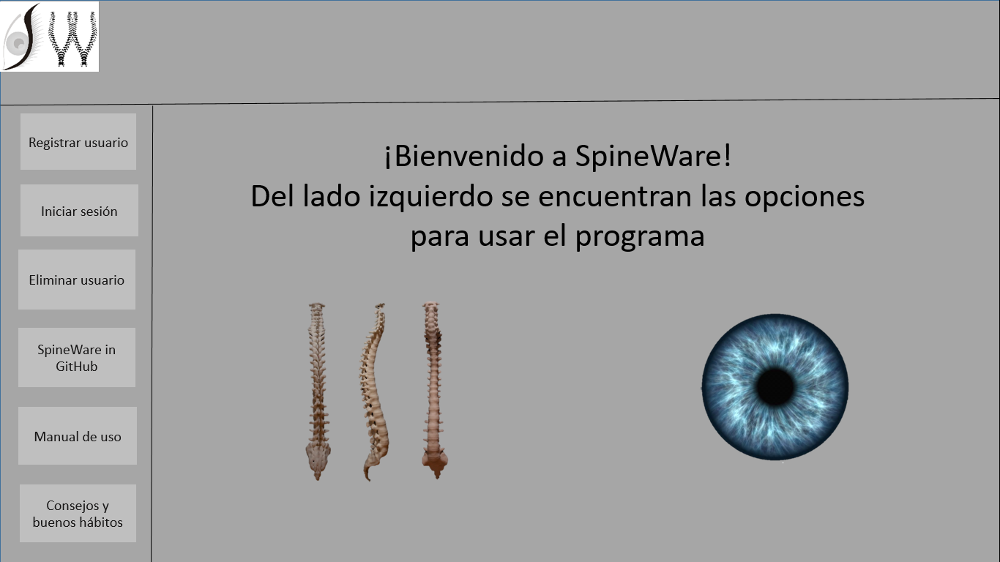 SW
Registrar usuario
Iniciar sesión
Eliminar usuario
SpineWare in
GitHub
Manual de uso
Consejos y
buenos hábitos
¡Bienvenido a SpineWare!
Del lado izquierdo se encuentran las opciones
para usar el programa